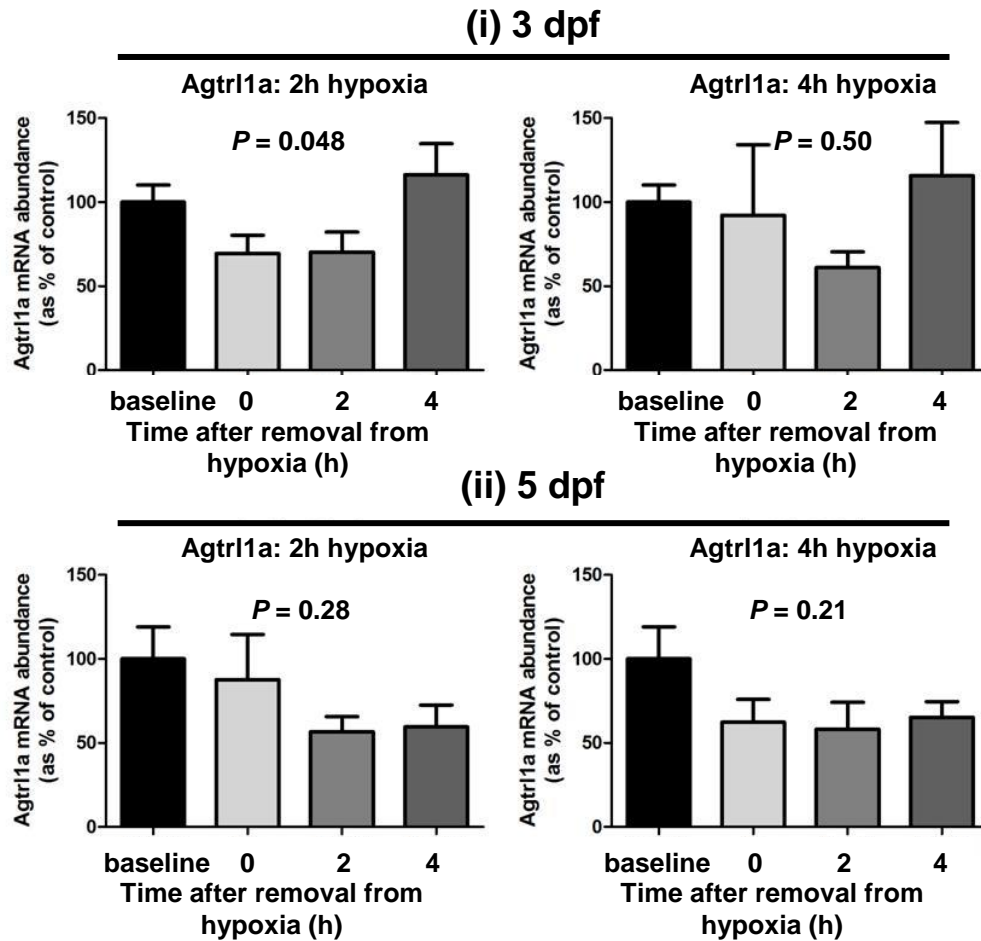 (i) 3 dpf
Agtrl1a: 2h hypoxia
Agtrl1a mRNA abundance
(as % of control)
150
100
50
0
P = 0.048
baseline 0 2 4
Time after removal from
hypoxia (h)
Agtrl1a: 4h hypoxia
Agtrl1a mRNA abundance
(as % of control)
150
100
50
0
P = 0.50
baseline 0 2 4
Time after removal from
hypoxia (h)
(ii) 5 dpf
Agtrl1a: 2h hypoxia
Agtrl1a mRNA abundance
(as % of control)
150
100
50
0
P = 0.28
baseline 0 2 4
Time after removal from
hypoxia (h)
Agtrl1a: 4h hypoxia
Agtrl1a mRNA abundance
(as % of control)
150
100
50
0
P = 0.21
baseline 0 2 4
Time after removal from
hypoxia (h)